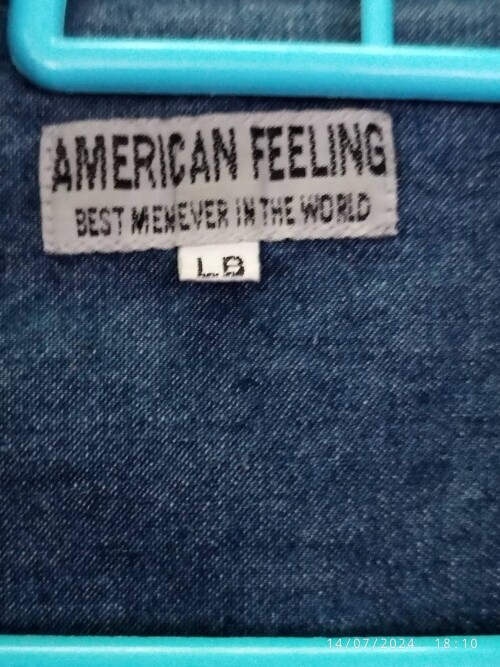 AMERICAN FEELING
BEST MENEVER IN THE WORLD
LB
14/07/2024 18:10